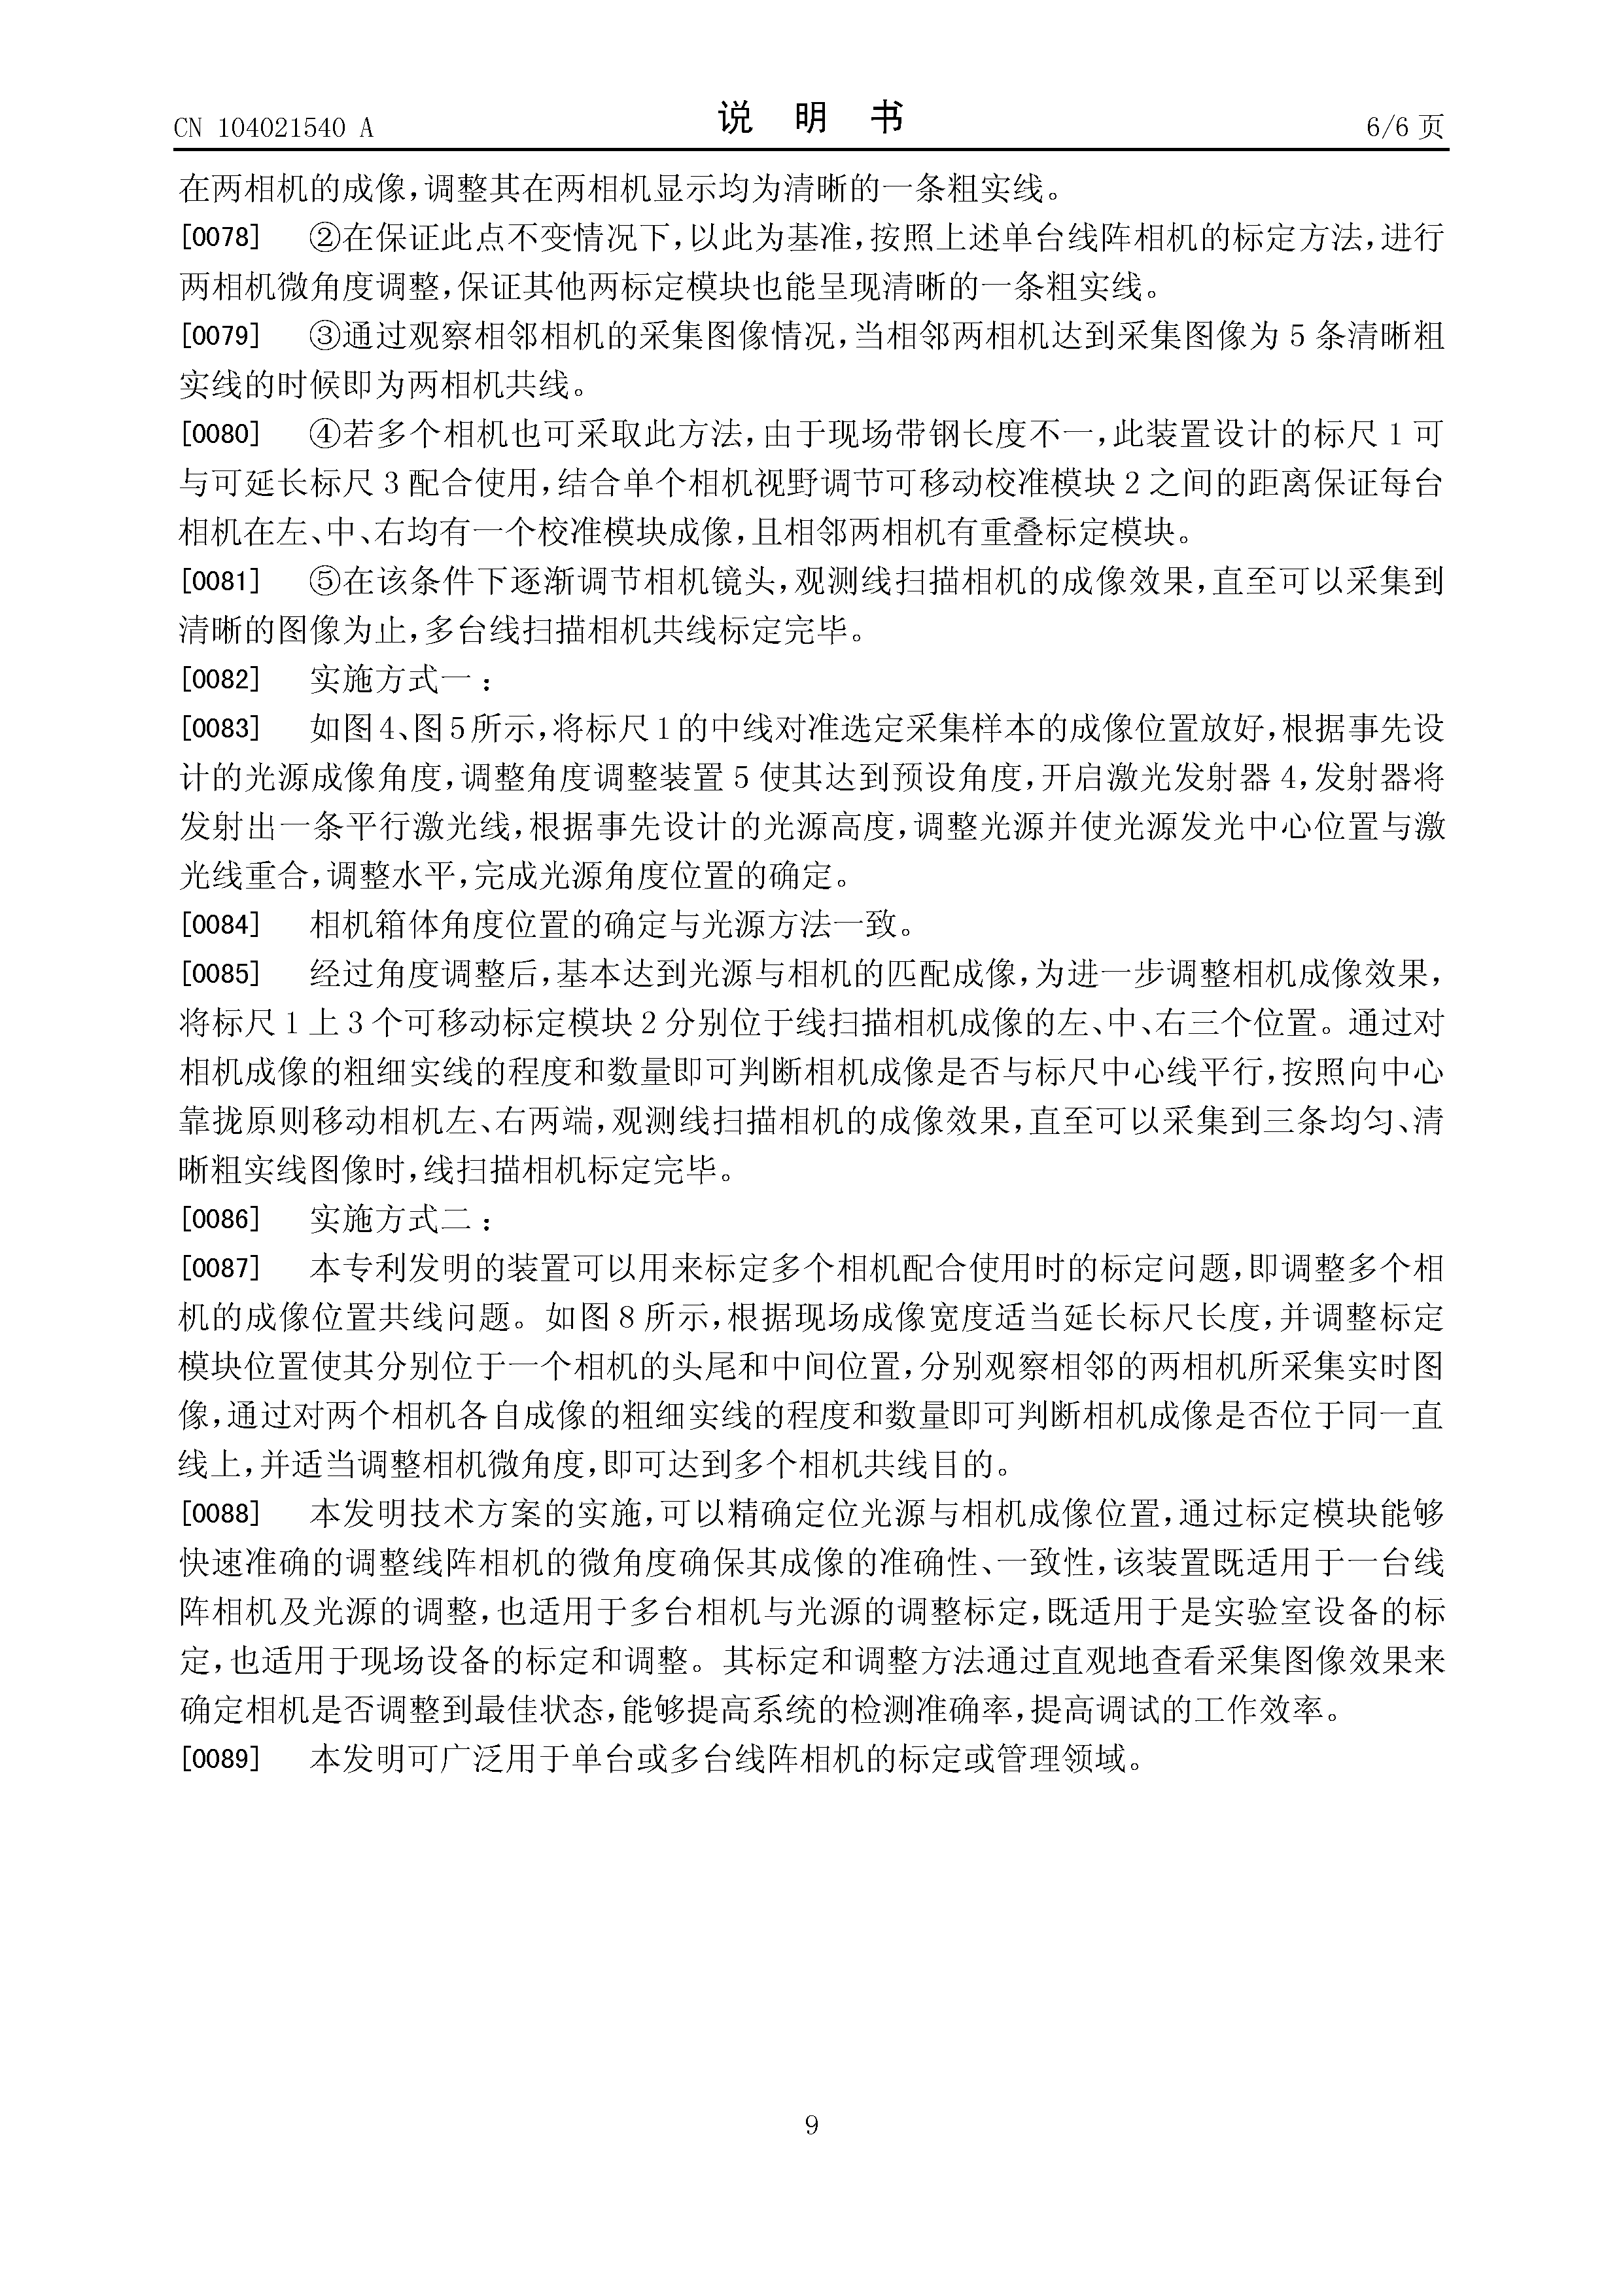 CN 104021540 A
说 明 书
6/6 页
在两相机的成像,调整其在两相机显示均为清晰的一条粗实线。
[0078] ②在保证此点不变情况下,以此为基准,按照上述单台线阵相机的标定方法,进行
两相机微角度调整,保证其他两标定模块也能呈现清晰的一条粗实线。
[0079] ③通过观察相邻相机的采集图像情况,当相邻两相机达到采集图像为 5 条清晰粗
实线的时候即为两相机共线。
[0080] ④若多个相机也可采取此方法,由于现场带钢长度不一,此装置设计的标尺 1 可
与可延长标尺 3 配合使用,结合单个相机视野调节可移动校准模块 2 之间的距离保证每台
相机在左、中、右均有一个校准模块成像,且相邻两相机有重叠标定模块。
[0081] ⑤在该条件下逐渐调节相机镜头,观测线扫描相机的成像效果,直至可以采集到
清晰的图像为止,多台线扫描相机共线标定完毕。
[0082] 实施方式一:
[0083] 如图 4、图 5 所示,将标尺 1 的中线对准选定采集样本的成像位置放好,根据事先设
计的光源成像角度,调整角度调整装置 5 使其达到预设角度,开启激光发射器 4,发射器将
发射出一条平行激光线,根据事先设计的光源高度,调整光源并使光源发光中心位置与激
光线重合,调整水平,完成光源角度位置的确定。
[0084] 相机箱体角度位置的确定与光源方法一致。
[0085] 经过角度调整后,基本达到光源与相机的匹配成像,为进一步调整相机成像效果,
将标尺 1 上 3 个可移动标定模块 2 分别位于线扫描相机成像的左、中、右三个位置。通过对
相机成像的粗细实线的程度和数量即可判断相机成像是否与标尺中心线平行,按照向中心
靠拢原则移动相机左、右两端,观测线扫描相机的成像效果,直至可以采集到三条均匀、清
晰粗实线图像时,线扫描相机标定完毕。
[0086] 实施方式二:
[0087] 本专利发明的装置可以用来标定多个相机配合使用时的标定问题,即调整多个相
机的成像位置共线问题。如图 8 所示,根据现场成像宽度适当延长标尺长度,并调整标定
模块位置使其分别位于一个相机的头尾和中间位置,分别观察相邻的两相机所采集实时图
像,通过对两个相机各自成像的粗细实线的程度和数量即可判断相机成像是否位于同一直
线上,并适当调整相机微角度,即可达到多个相机共线目的。
[0088] 本发明技术方案的实施,可以精确定位光源与相机成像位置,通过标定模块能够
快速准确的调整线阵相机的微角度确保其成像的准确性、一致性,该装置既适用于一台线
阵相机及光源的调整,也适用于多台相机与光源的调整标定,既适用于是实验室设备的标
定,也适用于现场设备的标定和调整。其标定和调整方法通过直观地查看采集图像效果来
确定相机是否调整到最佳状态,能够提高系统的检测准确率,提高调试的工作效率。
[0089] 本发明可广泛用于单台或多台线阵相机的标定或管理领域。
9